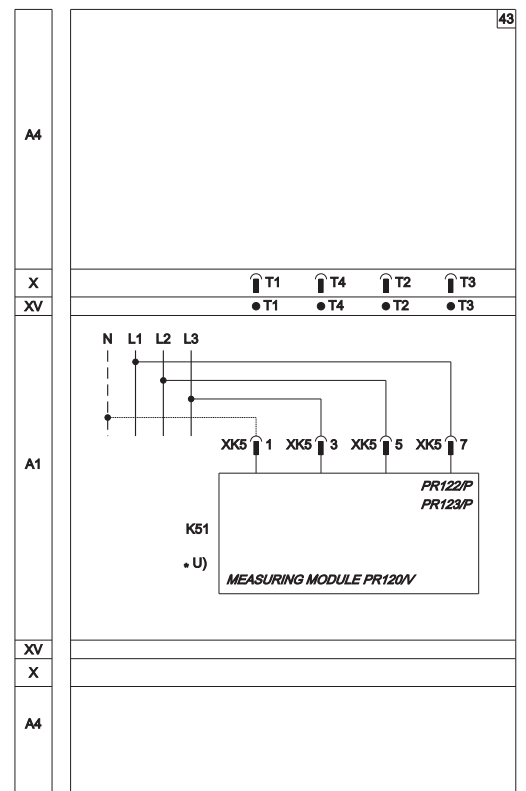 43
A4
X T1 T4 T2 T3
XV T1 T4 T2 T3
N L1 L2 L3
XK5 1 XK5 3 XK5 5 XK5 7
A1
PR122/P
PR123/P
K51
* U)
MEASURING MODULE PR120/V
XV
X
A4